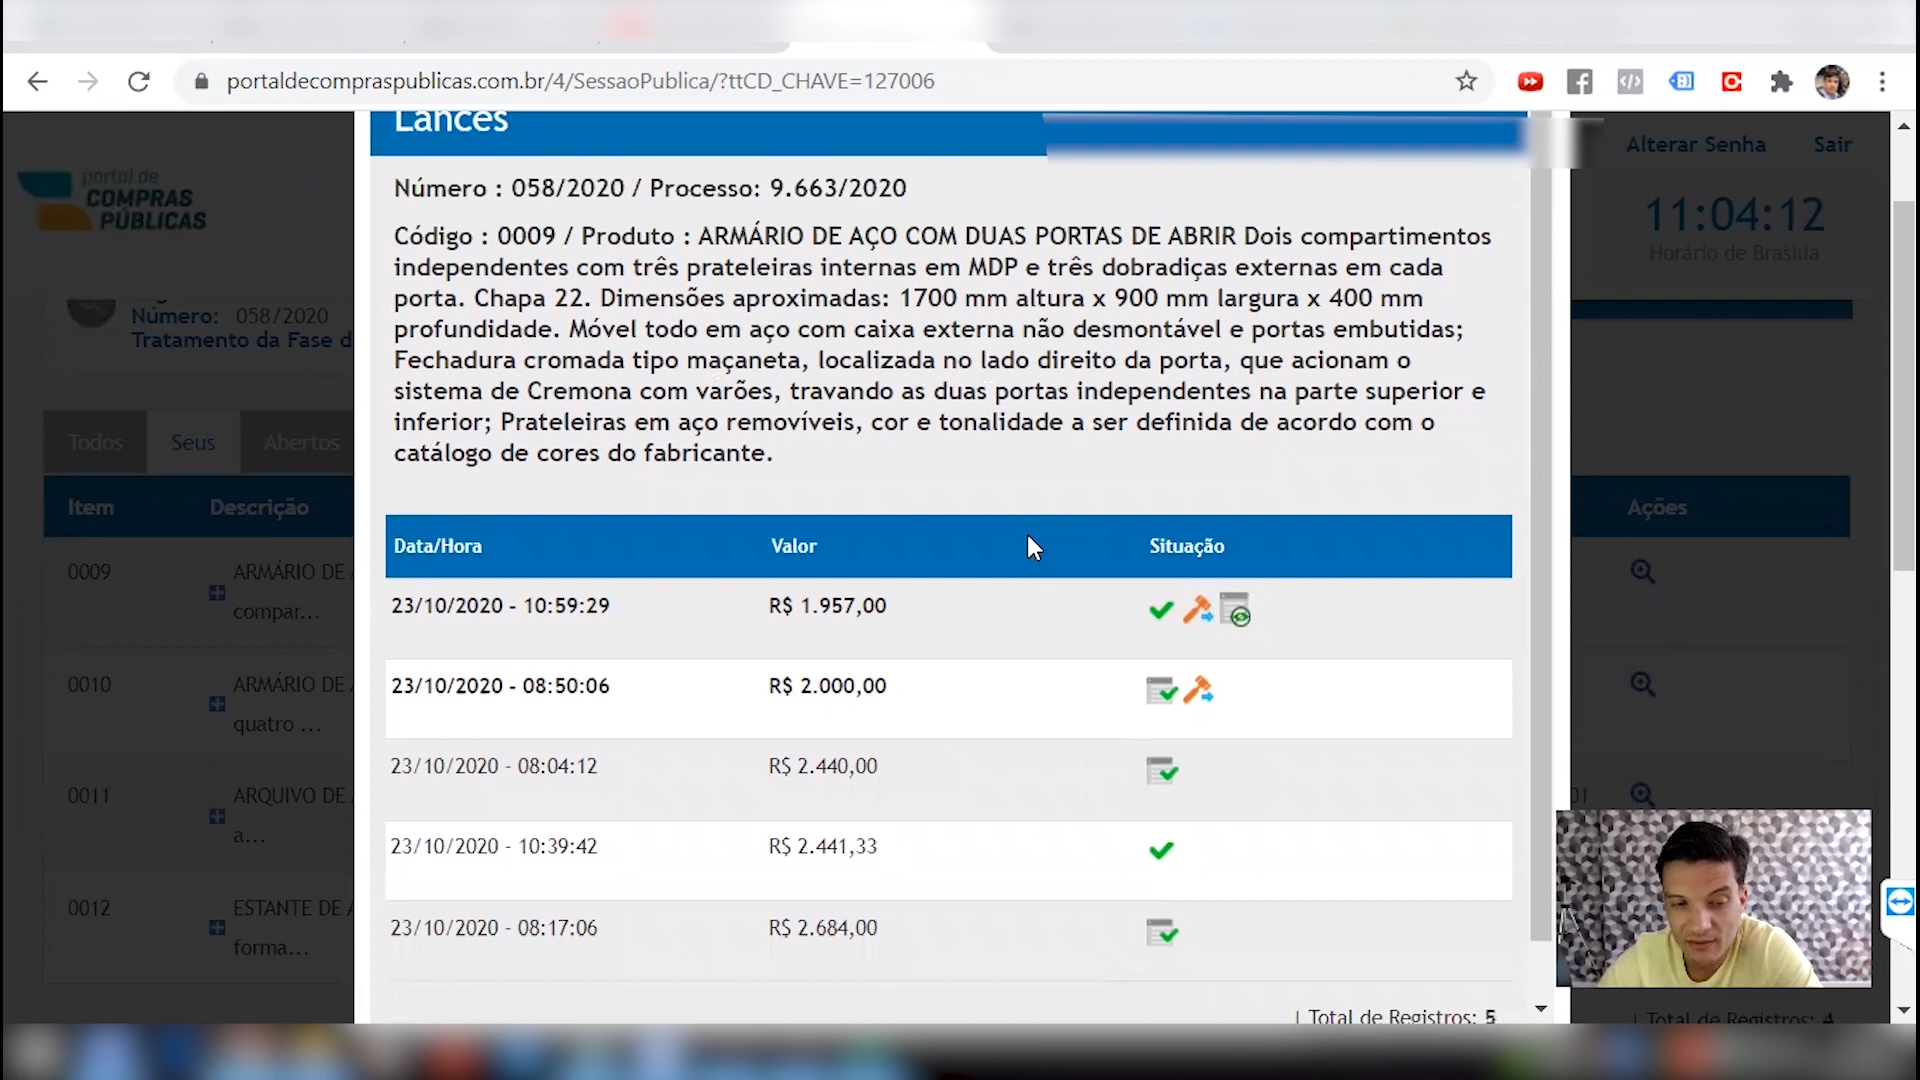 portaldecompraspublicas.com.br/4/SessaoPublica/?ttCD_CHAVE=127006
Lances
Alterar Senha
Sair
portal de
COMPRAS
PÚBLICAS
11:04:12
Horário de Brasilia
Número : 058/2020 / Processo: 9.663/2020
Código : 0009 / Produto : ARMÁRIO DE AÇO COM DUAS PORTAS DE ABRIR Dois compartimentos
independentes com três prateleiras internas em MDP e três dobradiças externas em cada
porta. Chapa 22. Dimensões aproximadas: 1700 mm altura x 900 mm largura x 400 mm
profundidade. Móvel todo em aço com caixa externa não desmontável e portas embutidas;
Fechadura cromada tipo maçaneta, localizada no lado direito da porta, que acionam o
sistema de Cremona com varões, travando as duas portas independentes na parte superior e
inferior; Prateleiras em aço removíveis, cor e tonalidade a ser definida de acordo com o
catálogo de cores do fabricante.
Número: 058/2020
Tratamento da Fase d
Todos
Seus
Abertos
Item
Descrição
Ações
0009
ARMÁRIO DE
compar...
0010
ARMÁRIO DE
quatro ...
0011
ARQUIVO DE
a...
01
0012
ESTANTE DE
forma...
Data/Hora
Valor
Situação
23/10/2020 - 10:59:29
R$ 1.957,00
23/10/2020 - 08:50:06
R$ 2.000,00
23/10/2020 - 08:04:12
R$ 2.440,00
23/10/2020 - 10:39:42
R$ 2.441,33
23/10/2020 - 08:17:06
R$ 2.684,00
| Total de Registros: 5
| Total de Registros: 4